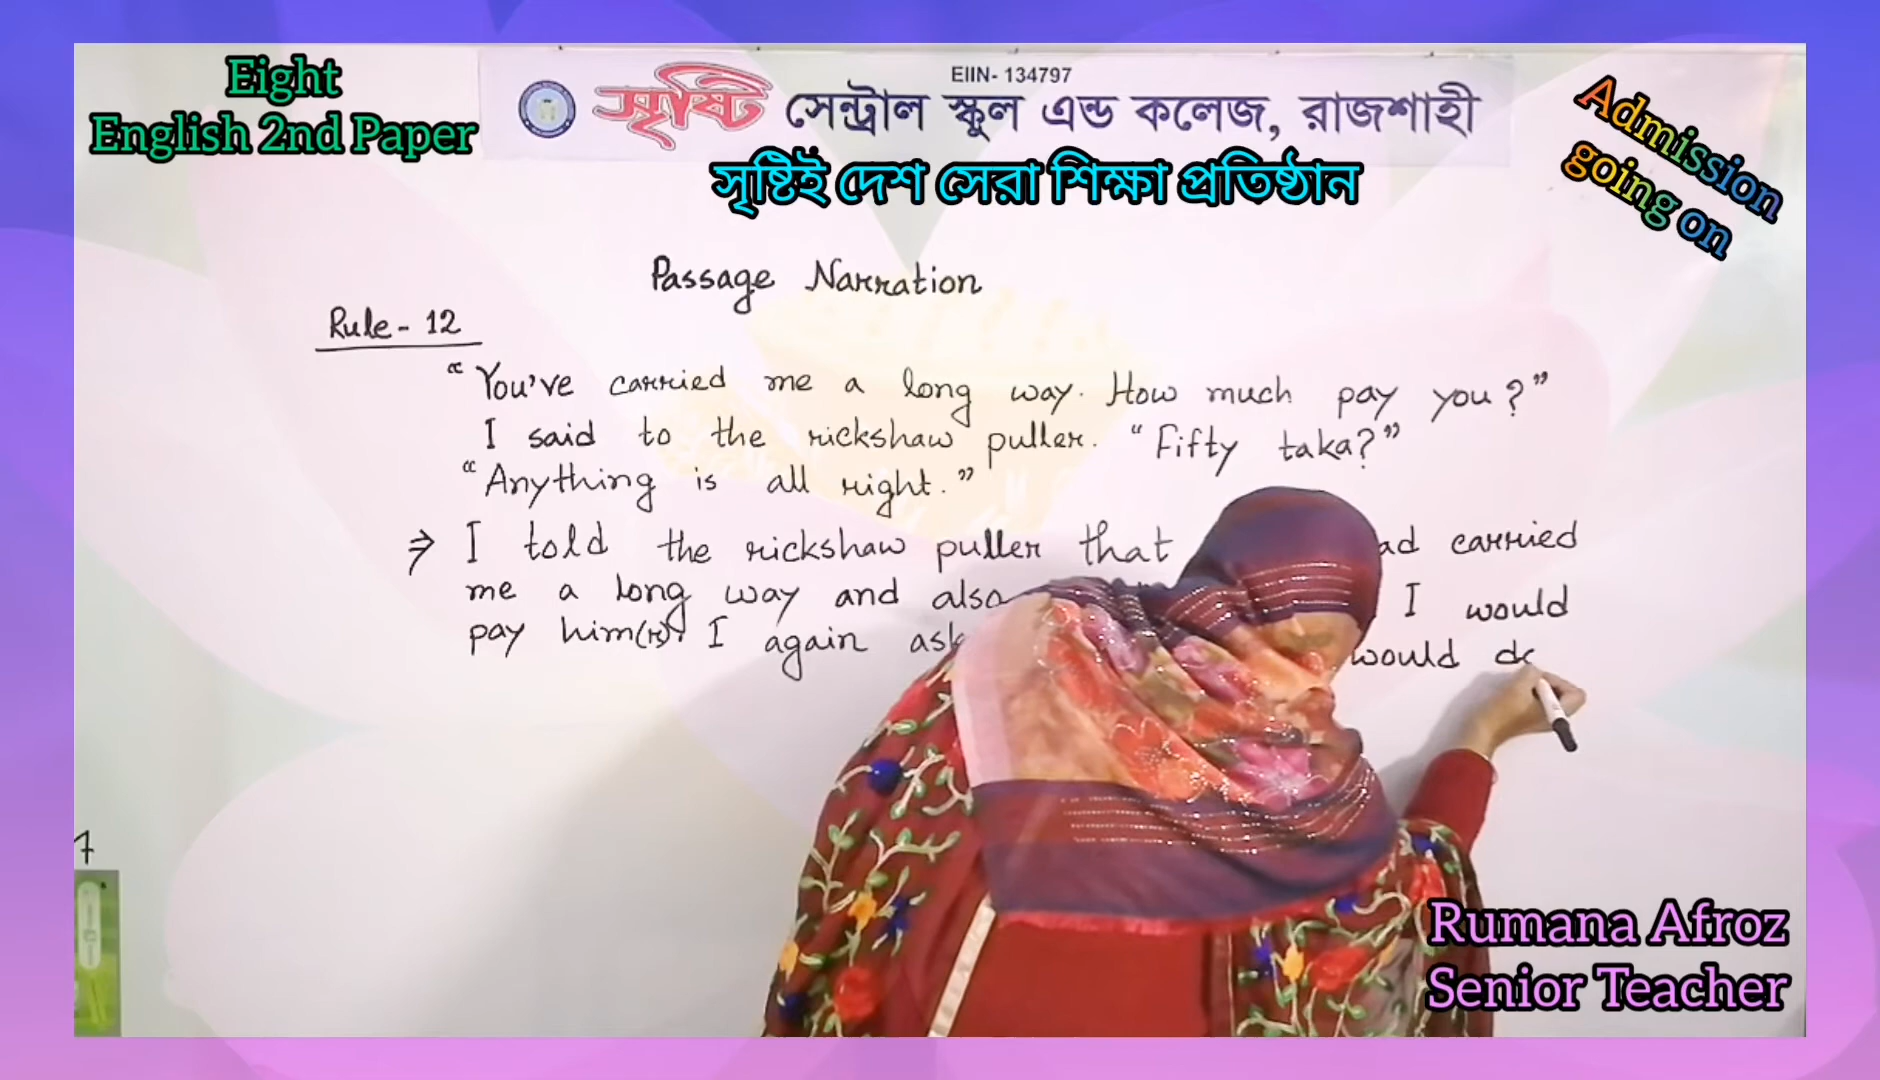 Eight
English 2nd Paper
EIIN- 134797
সৃষ্টি সেন্ট্রাল স্কুল এন্ড কলেজ, রাজশাহী
সৃষ্টিই দেশ সেরা শিক্ষা প্রতিষ্ঠান
Admission
going on
Passage Narration
Rule - 12
"You've carried me a long way. How much pay you?"
I said to the rickshaw puller. "Fifty taka?"
"Anything is all right."
⇒ I told the rickshaw puller that carried
me a long way and also I would
pay him(r). I again would
7
Rumana Afroz
Senior Teacher